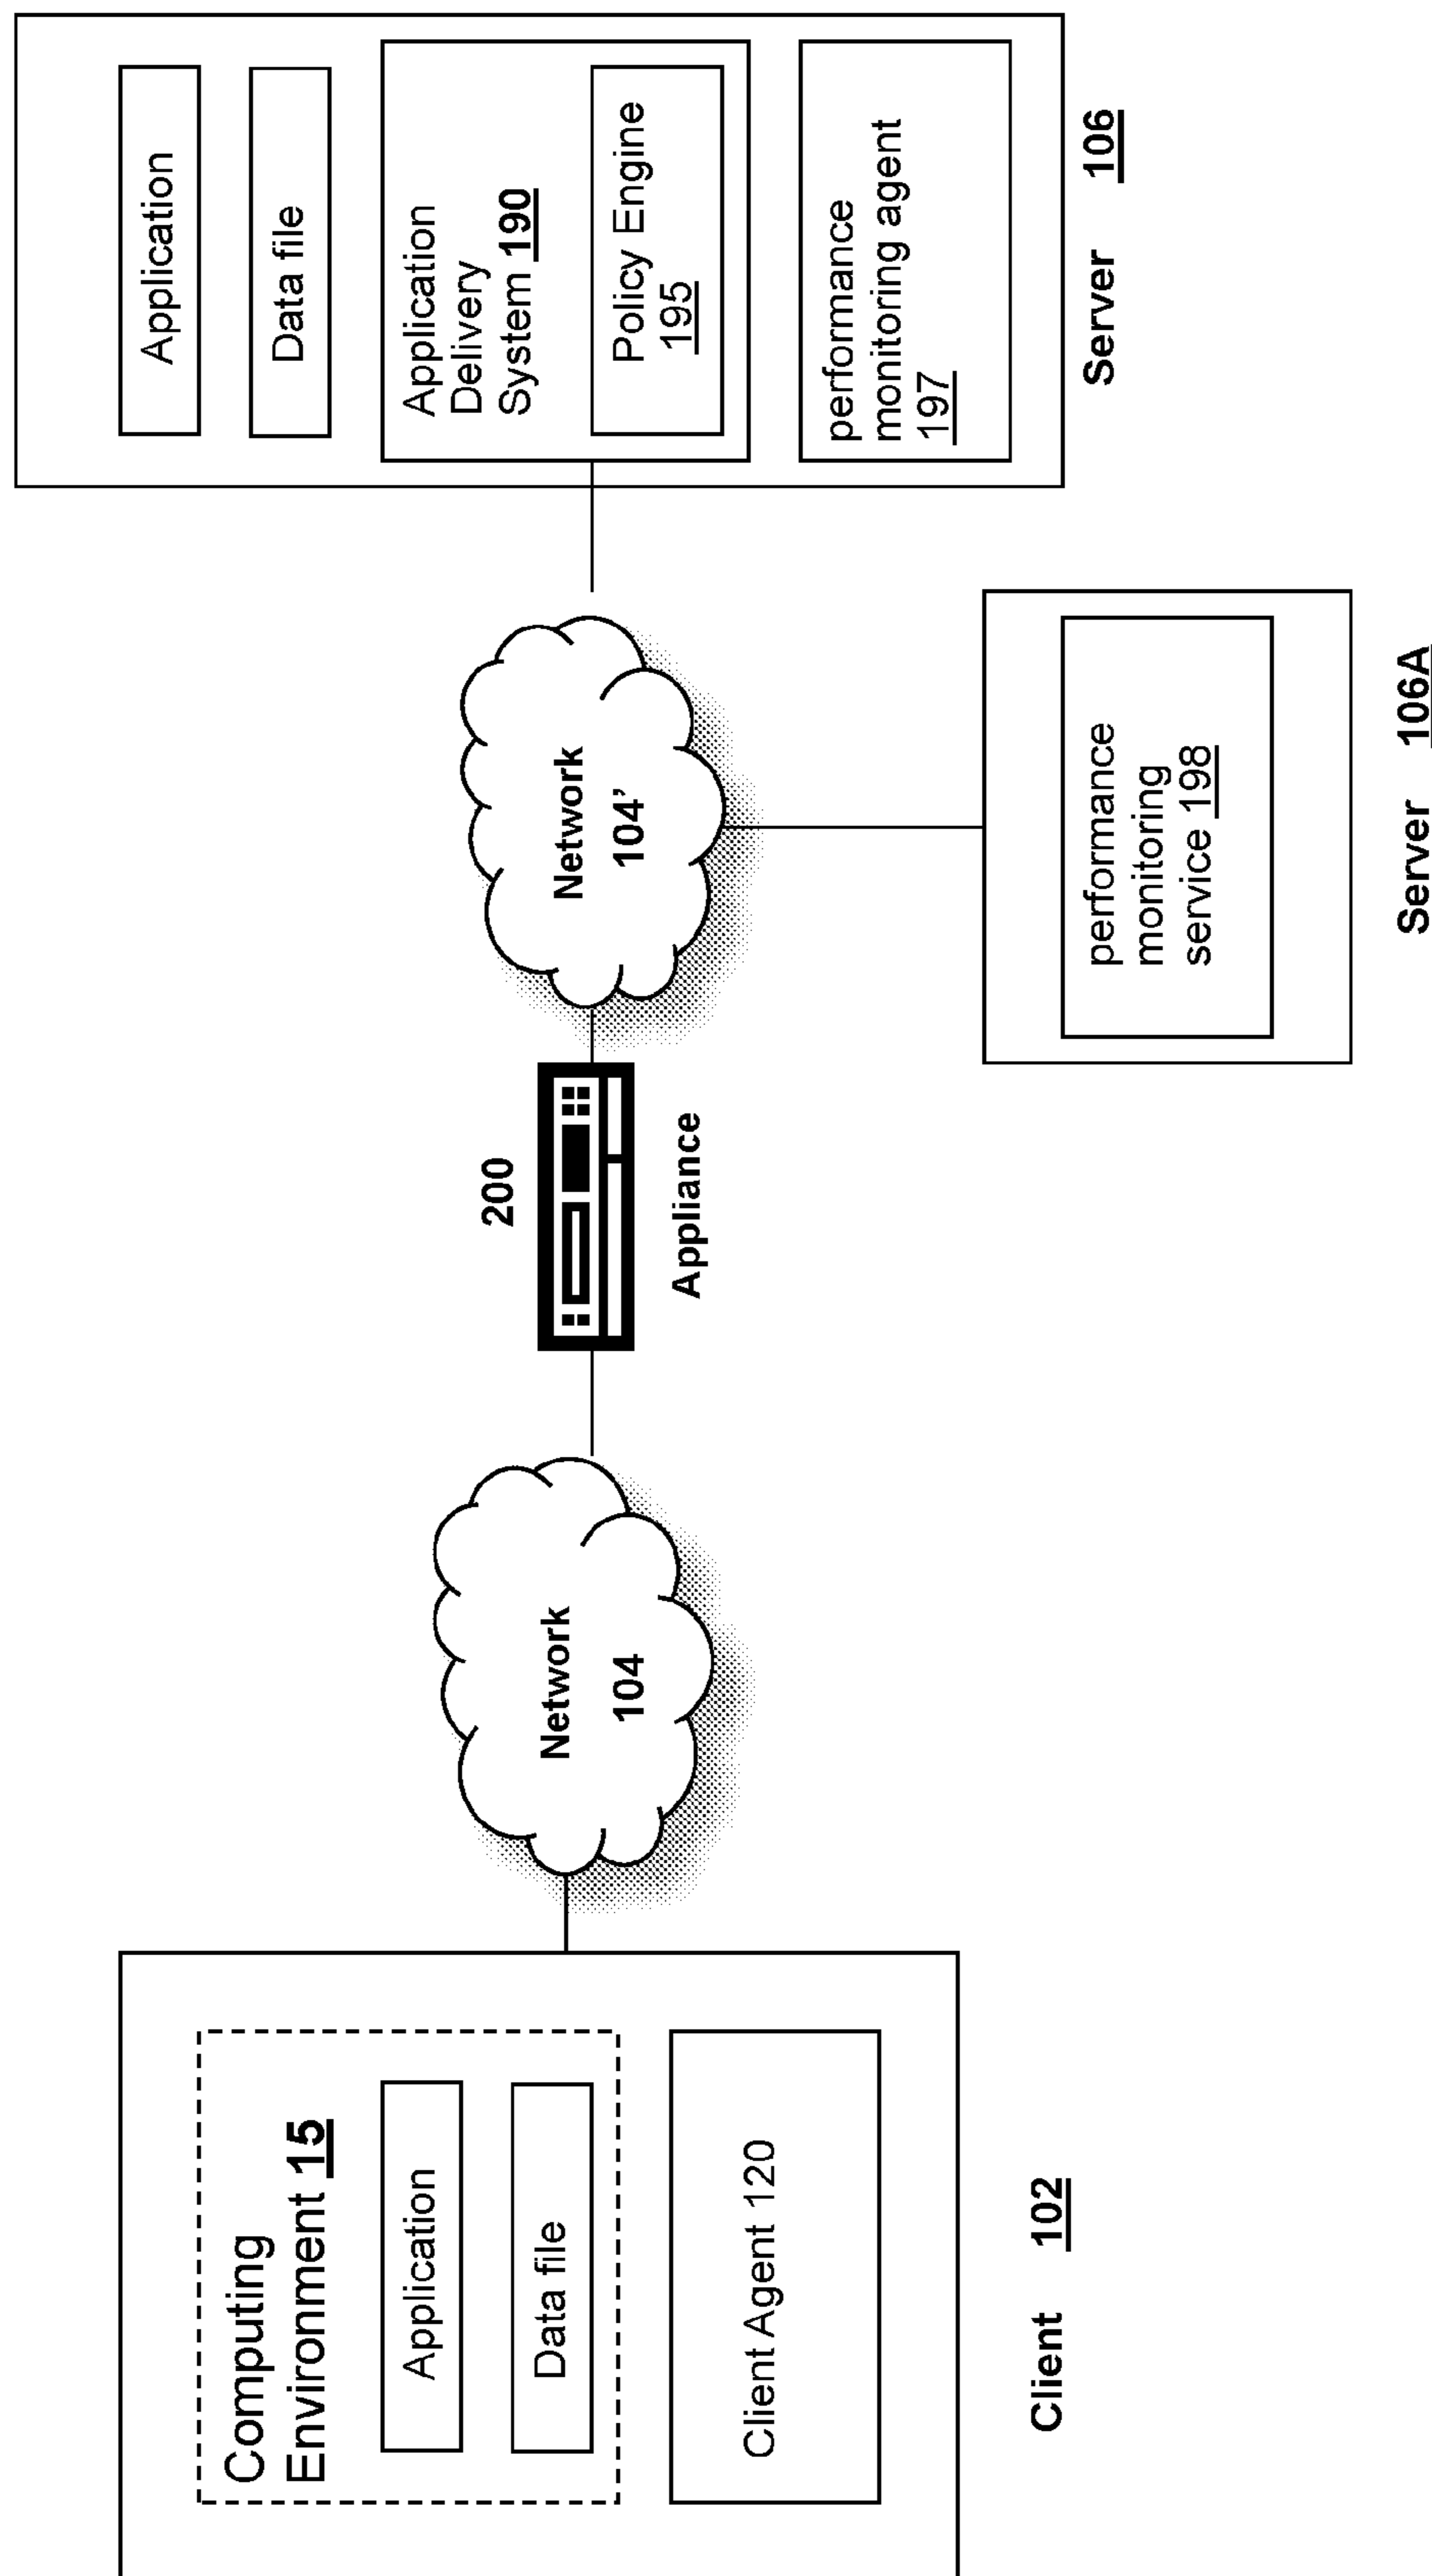 Computing
Environment 15
Application
Data file
Client Agent 120
Client 102
Network
104
200
Appliance
Network
104’
performance
monitoring
service 198
Server 106A
Application
Data file
Application
Delivery
System 190
Policy Engine
195
performance
monitoring agent
197
Server 106